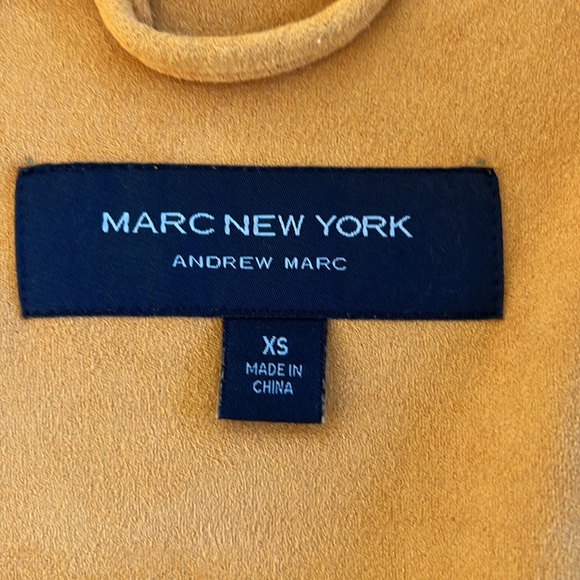 MARC NEW YORK
ANDREW MARC
XS
MADE IN
CHINA